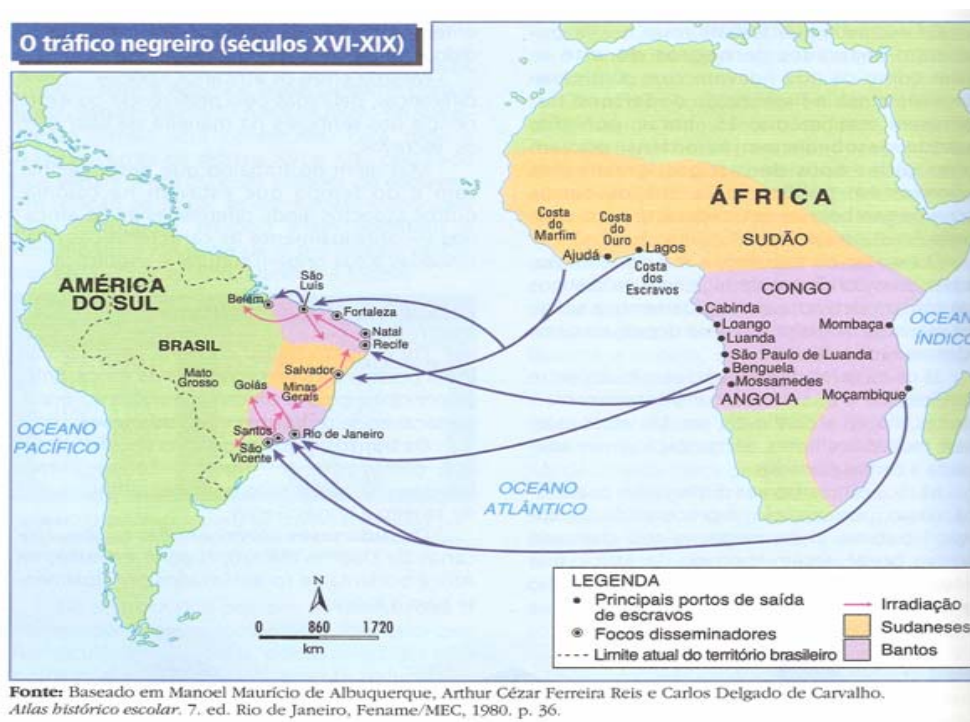 O tráfico negreiro (séculos XVI-XIX)
ÁFRICA
SUDÃO
Costa
do
Marfim
Costa
do
Ouro
Ajudá
Lagos
Costa
dos
Escravos
CONGO
Cabinda
Loango
Luanda
São Paulo de Luanda
Benguela
Mossamedes
ANGOLA
Mombaça
Moçambique
OCEANO
ÍNDICO
AMÉRICA
DO SUL
BRASIL
Belém
São
Luís
Fortaleza
Natal
Recife
Salvador
Mato
Grosso
Goiás
Minas
Gerais
Santos
São
Vicente
Rio de Janeiro
OCEANO
PACÍFICO
OCEANO
ATLÂNTICO
N
0 860 1 720
km
LEGENDA
Principais portos de saída
de escravos
Focos disseminadores
Limite atual do território brasileiro
Irradiação
Sudaneses
Bantos
Fonte: Baseado em Manoel Maurício de Albuquerque, Arthur Cézar Ferreira Reis e Carlos Delgado de Carvalho.
Atlas histórico escolar. 7. ed. Rio de Janeiro, Fename/MEC, 1980. p. 36.